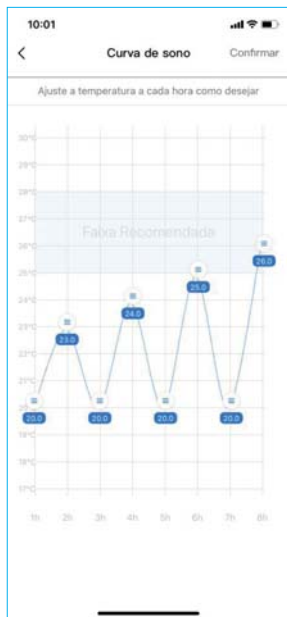 10:01
Curva de sono
Confirmar
Ajuste a temperatura a cada hora como desejar
30°C
29°C
28°C
27°C
Faixa Recomendada
26°C
26.0
25°C
25.0
24°C
24.0
23°C
23.0
22°C
21°C
20°C
20.0 20.0 20.0 20.0
19°C
18°C
17°C
1h 2h 3h 4h 5h 6h 7h 8h